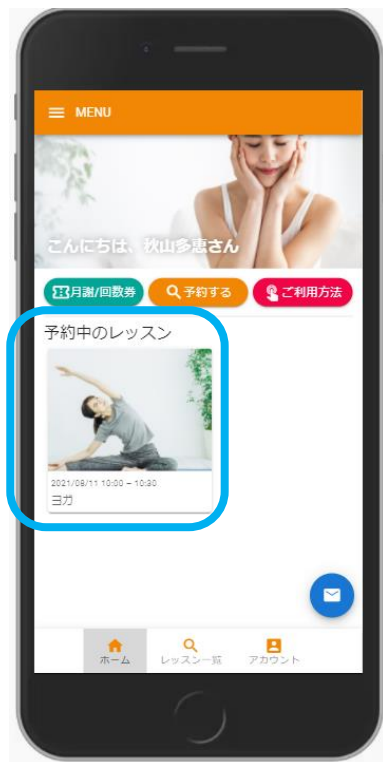 MENU
こんにちは、秋山多恵さん
月謝/回数券 予約する ご利用方法
予約中のレッスン
2021/08/11 10:00 – 10:30
ヨガ
ホーム レッスン一覧 アカウント